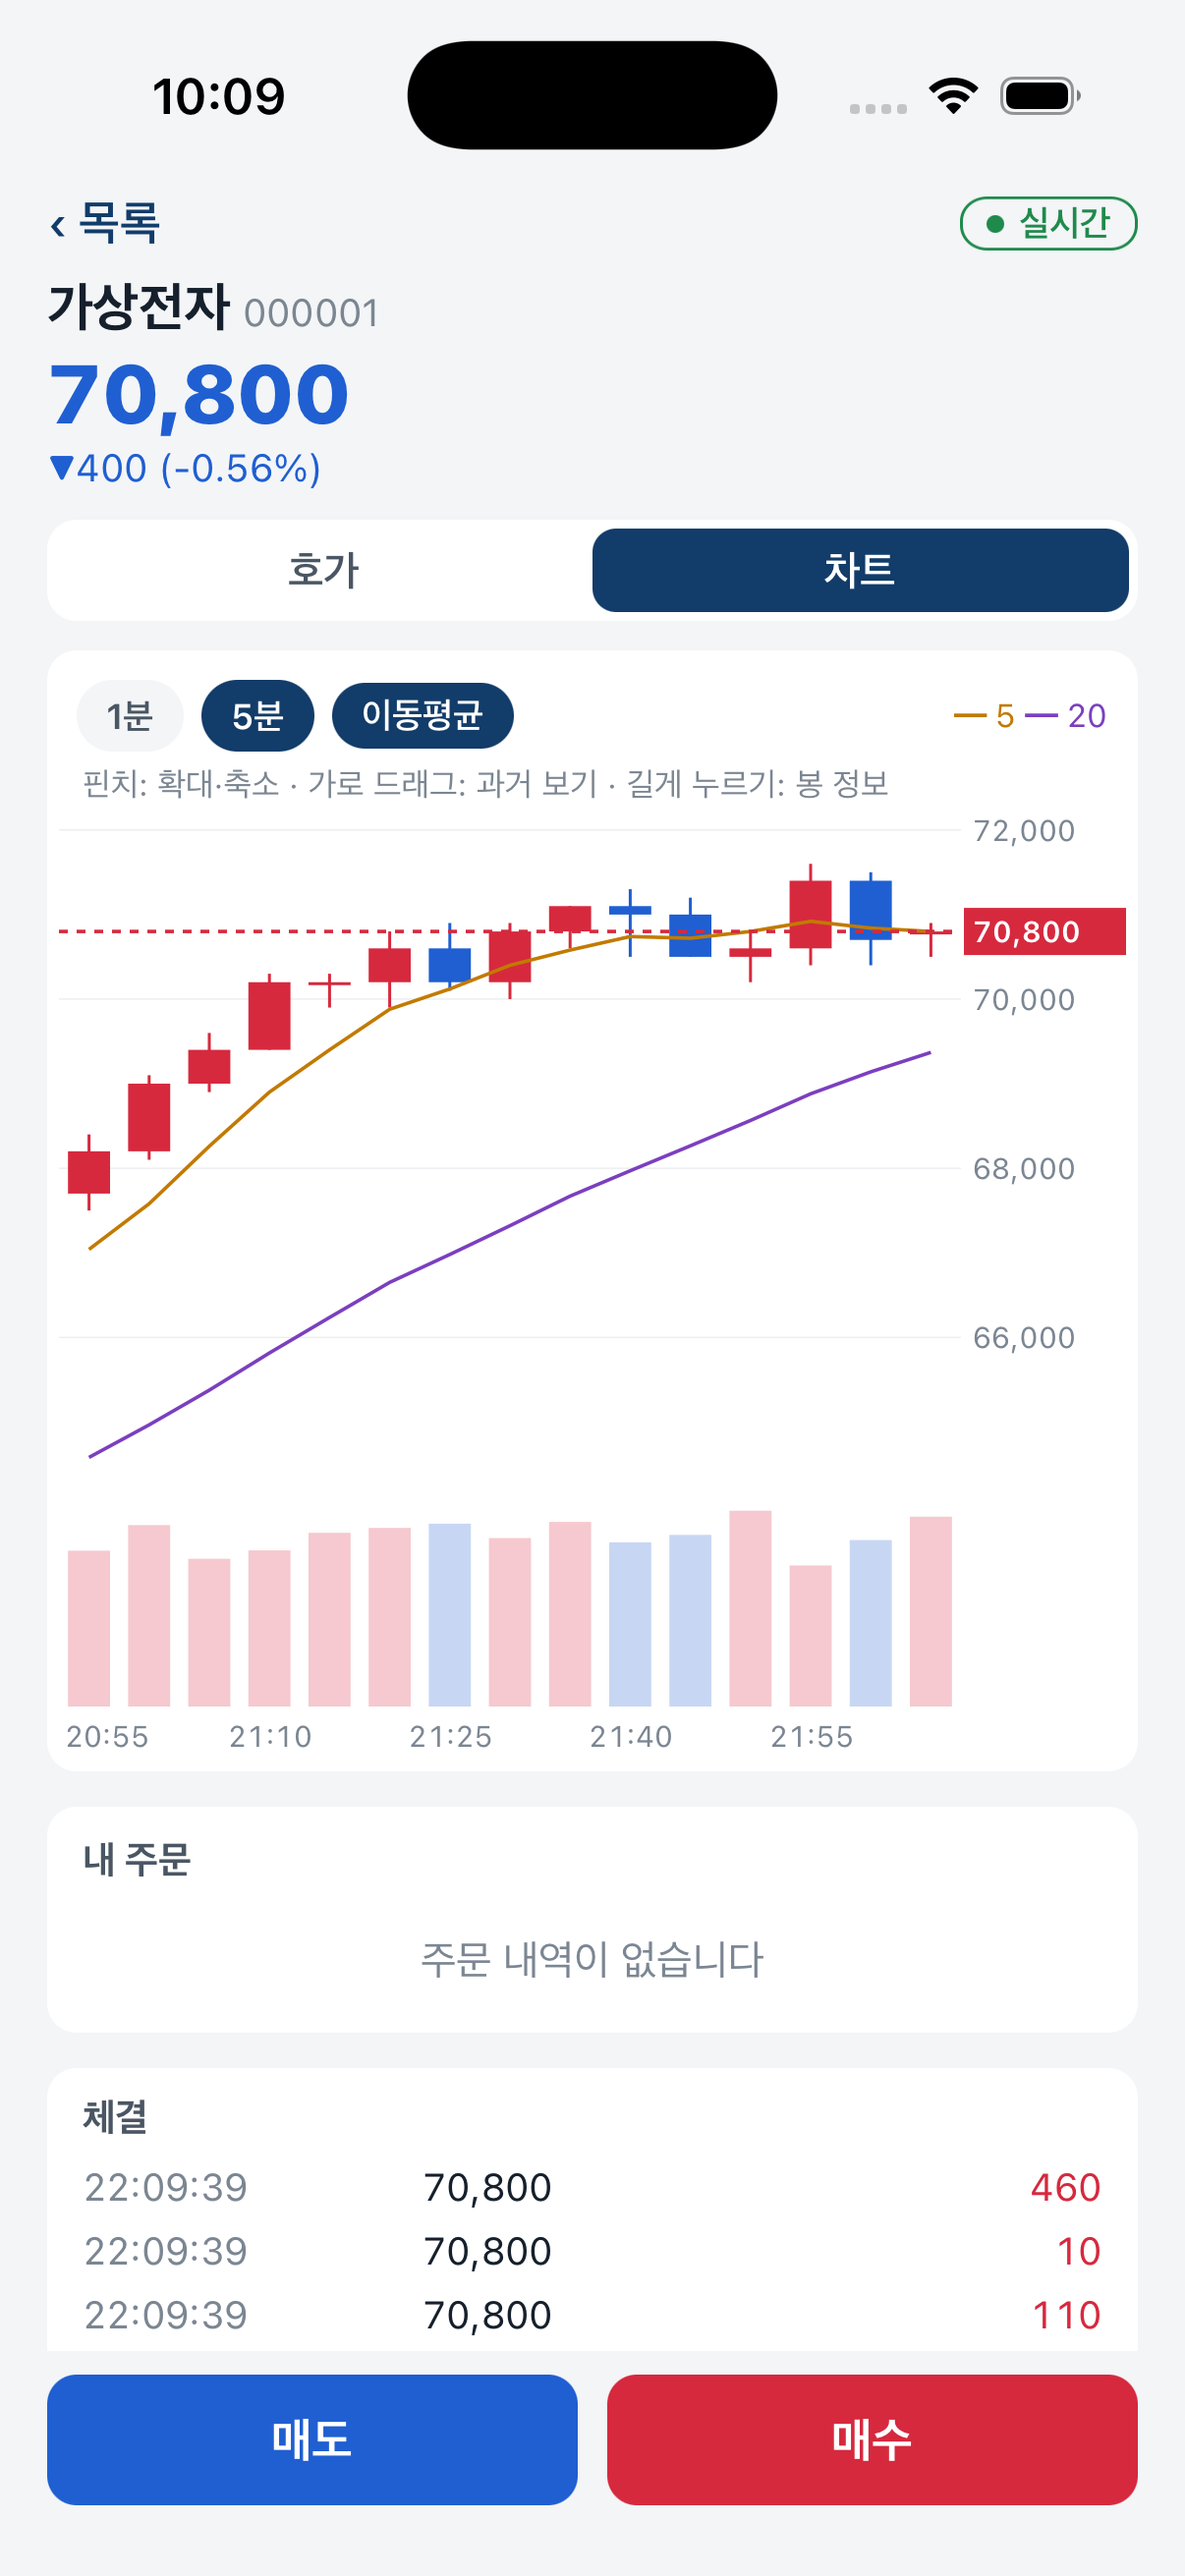 10:09
‹ 목록
실시간
가상전자 000001
70,800
▼400 (-0.56%)
호가 차트
1분 5분 이동평균 5 20
핀치: 확대·축소 · 가로 드래그: 과거 보기 · 길게 누르기: 봉 정보
72,000
70,800
70,000
68,000
66,000
20:55 21:10 21:25 21:40 21:55
내 주문
주문 내역이 없습니다
체결
22:09:39 70,800 460
22:09:39 70,800 10
22:09:39 70,800 110
매도 매수